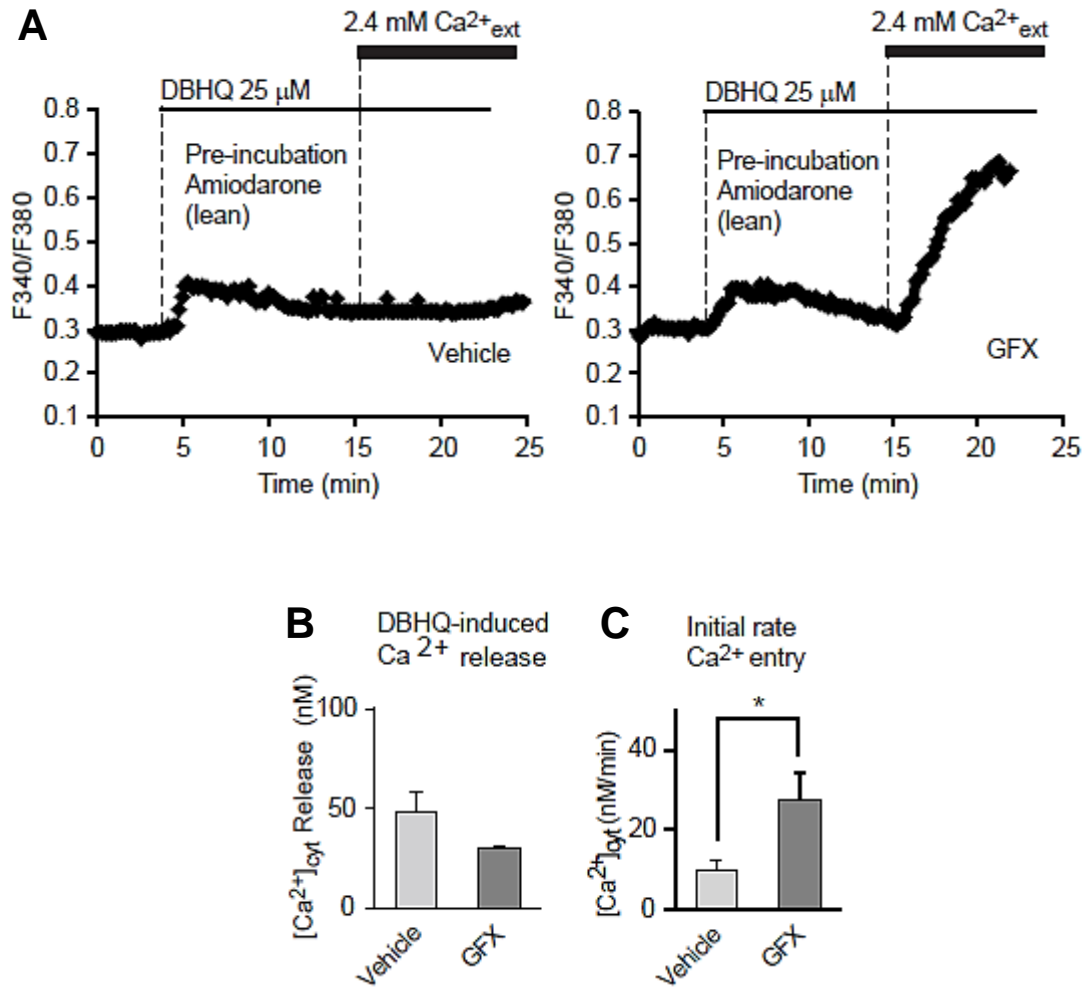 A
2.4 mM Ca2+ext
DBHQ 25 μM
Pre-incubation
Amiodarone
(lean)
Vehicle
F340/F380
0.8
0.7
0.6
0.5
0.4
0.3
0.2
0.1
0 5 10 15 20 25
Time (min)
2.4 mM Ca2+ext
DBHQ 25 μM
Pre-incubation
Amiodarone
(lean)
GFX
F340/F380
0.8
0.7
0.6
0.5
0.4
0.3
0.2
0.1
0 5 10 15 20 25
Time (min)
B
DBHQ-induced
Ca 2+ release
[Ca2+]cyt Release (nM)
100
50
0
Vehicle
GFX
C
Initial rate
Ca2+ entry
[Ca2+]cyt (nM/min)
40
20
0
*
Vehicle
GFX